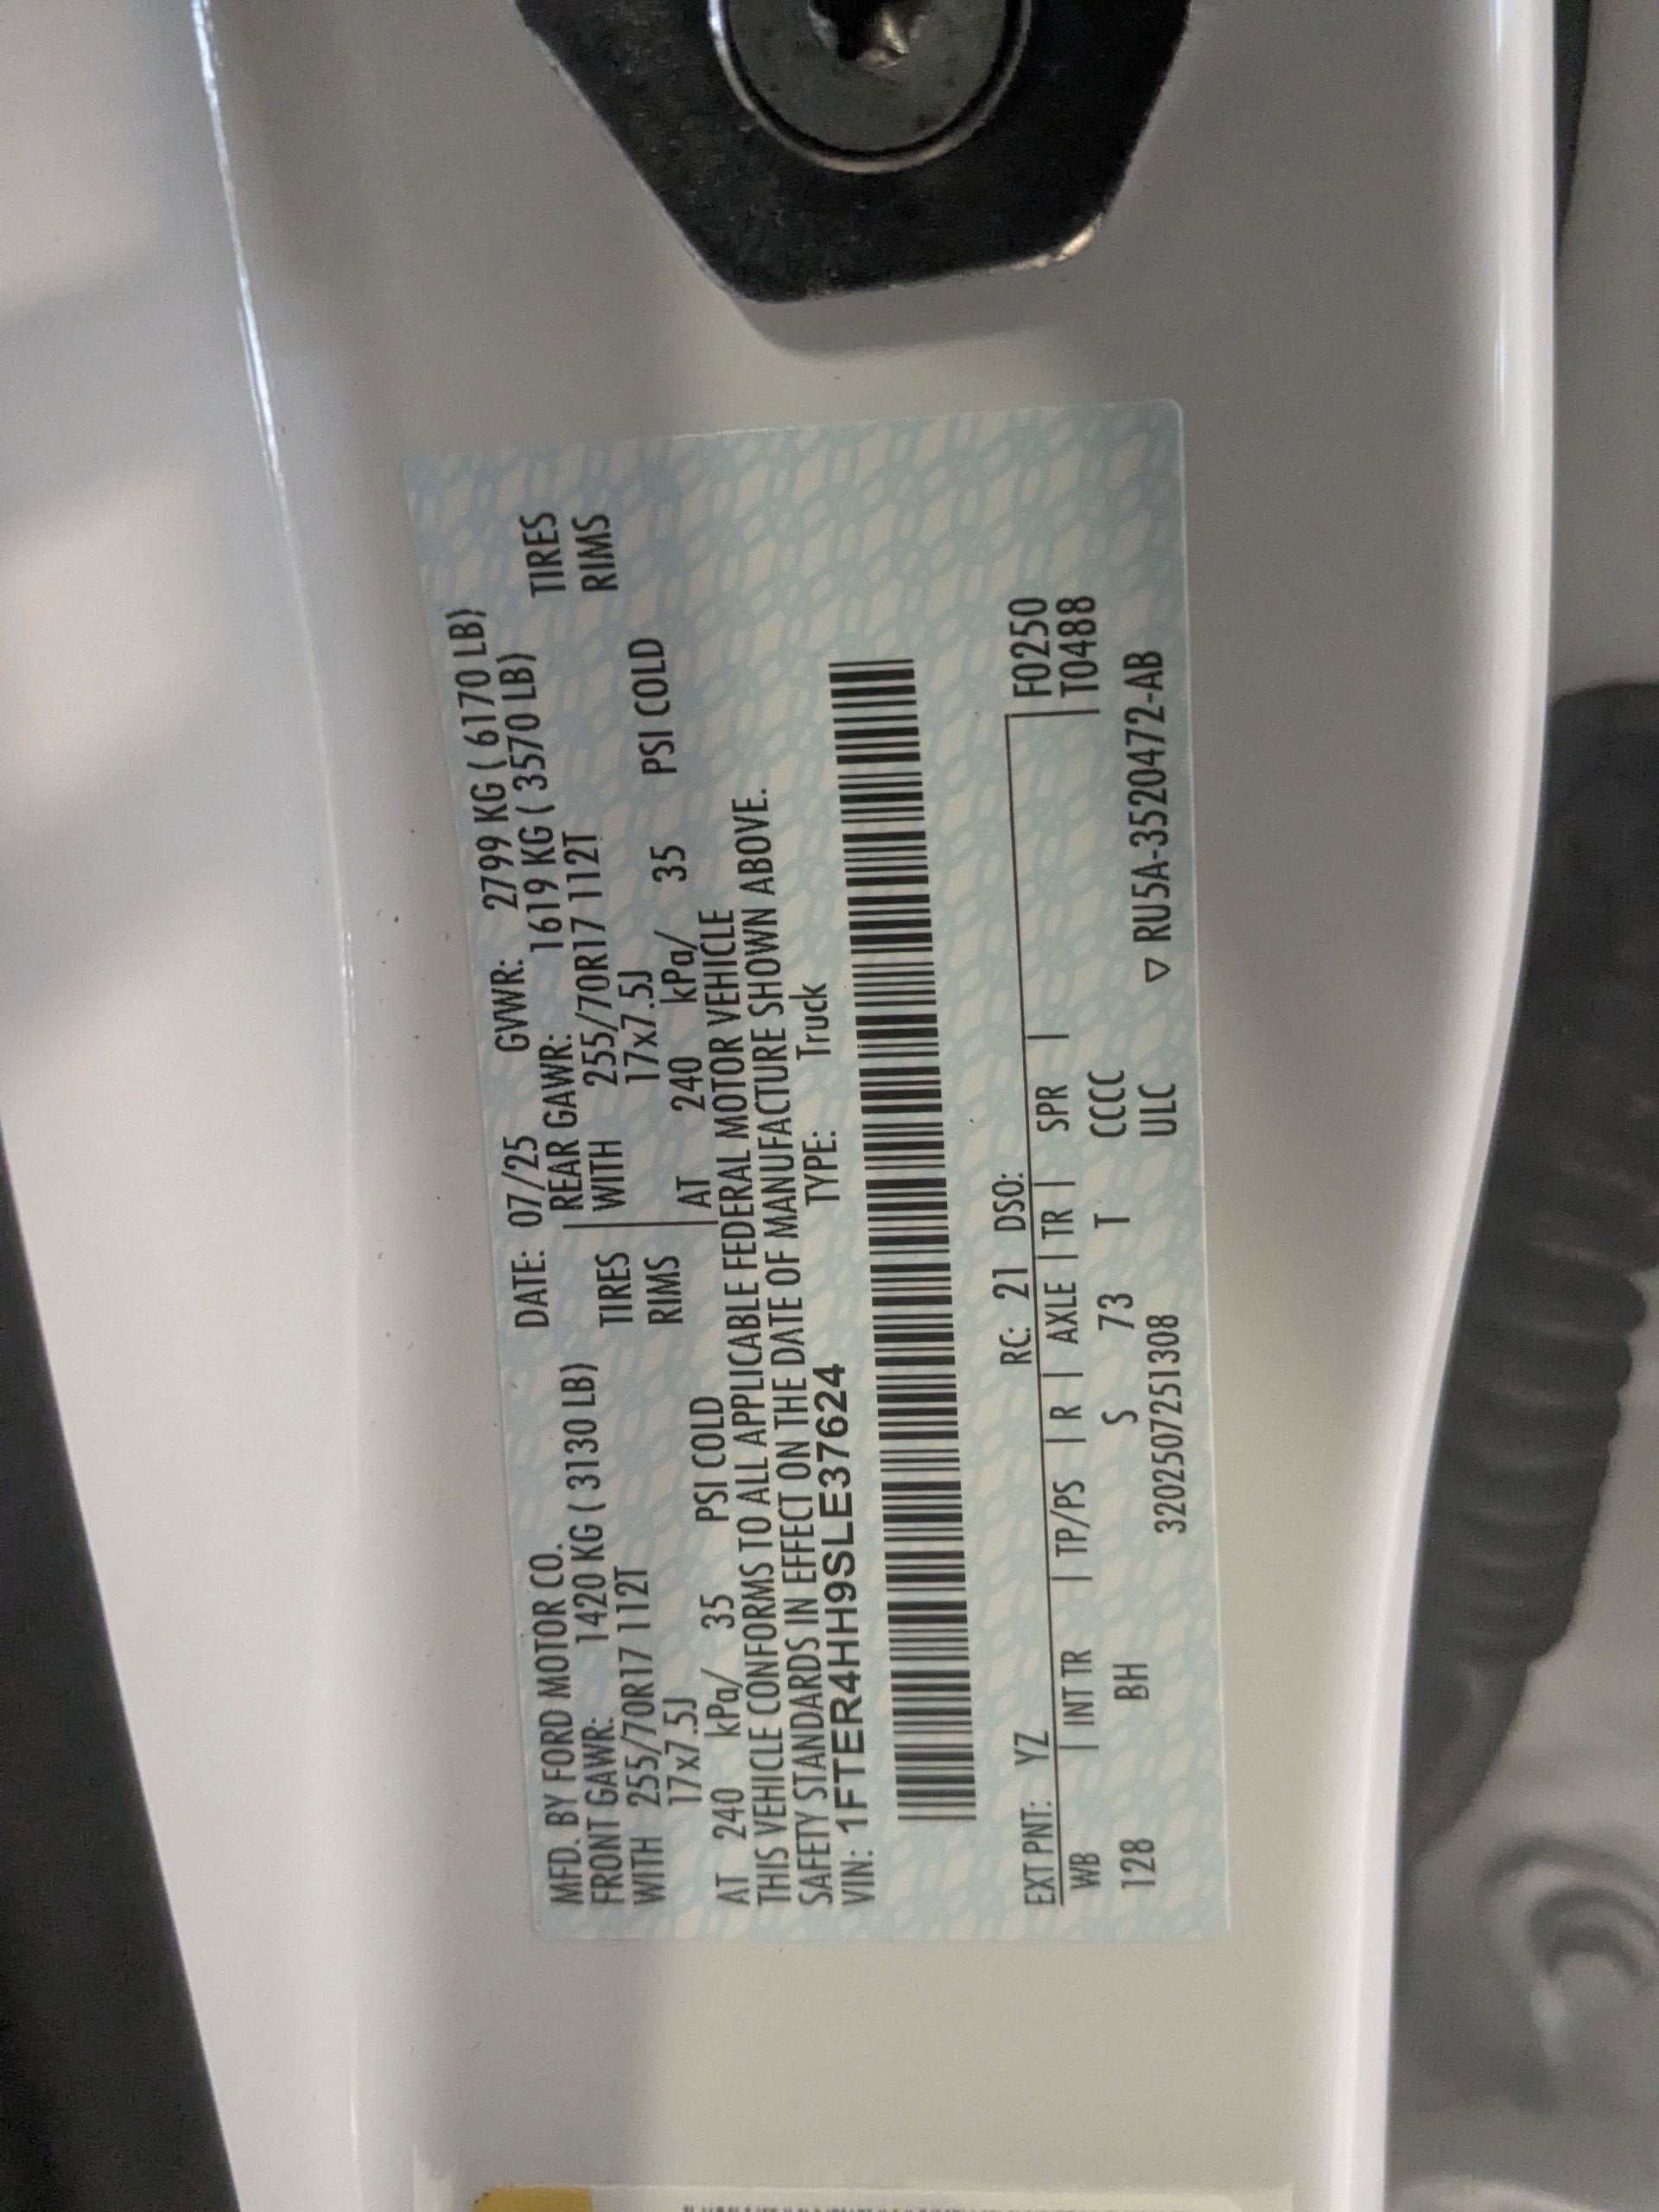 MFD. BY FORD MOTOR CO. DATE: 07/25 GVWR: 2799 KG ( 6170 LB)
FRONT GAWR: 1420 KG ( 3130 LB) REAR GAWR: 1619 KG ( 3570 LB)
WITH 255/70R17 112T TIRES WITH 255/70R17 112T TIRES
17x7.5J RIMS 17x7.5J RIMS
AT 240 kPa/ 35 PSI COLD AT 240 kPa/ 35 PSI COLD
THIS VEHICLE CONFORMS TO ALL APPLICABLE FEDERAL MOTOR VEHICLE
SAFETY STANDARDS IN EFFECT ON THE DATE OF MANUFACTURE SHOWN ABOVE.
VIN: 1FTER4HH9SLE37624 TYPE: Truck
EXT PNT: YZ RC: 21 DSO: F0250
WB | INT TR | TP/PS | R | AXLE | TR | SPR | T0488
128 BH S 73 T CCCC
3202507251308 ULC ▽ RU5A-3520472-AB